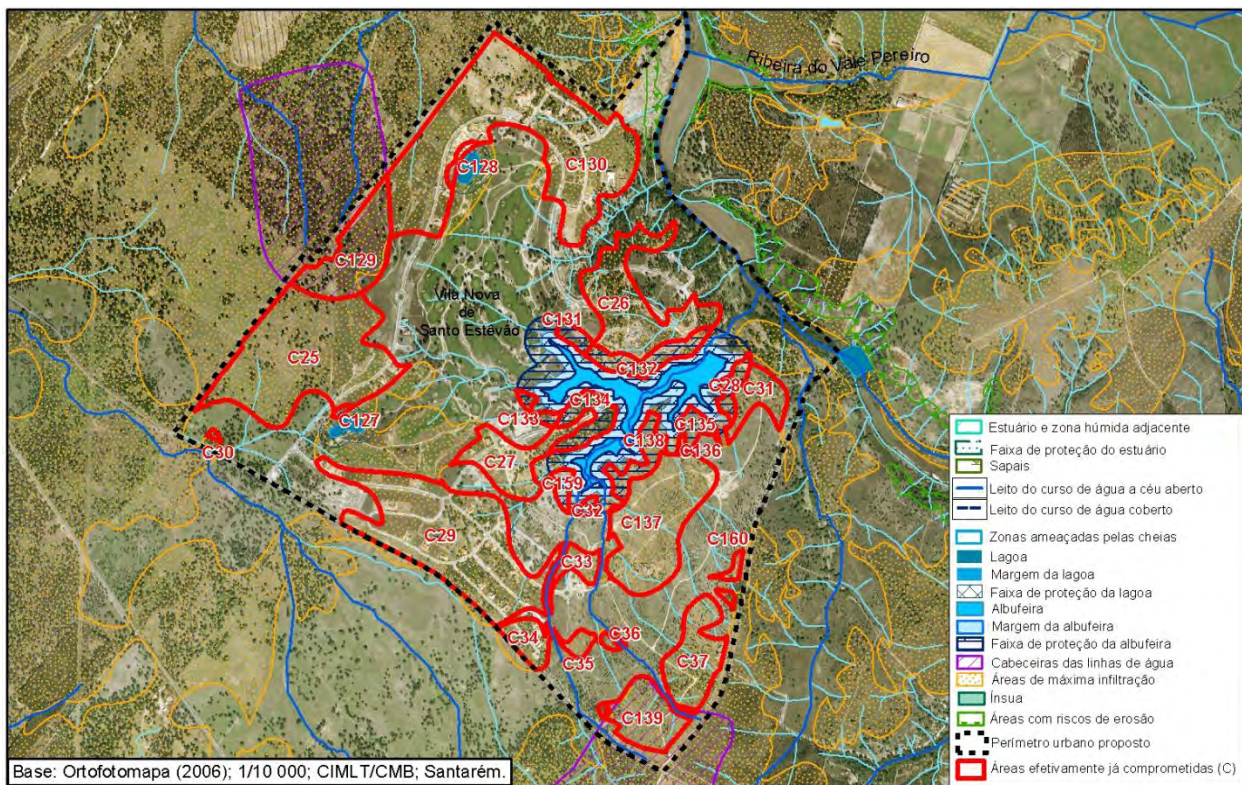 Ribeira do Vale Pereiro
C128
C130
C129
C26
Vila Nova
de
Santo Estêvão
C131
C25
C132
C28
C31
C134
C133
C127
C135
C138
C136
C30
C27
C159
C32
C137
C29
C160
C33
C34
C36
C35
C37
C139
Estuário e zona húmida adjacente
Faixa de proteção do estuário
Sapais
Leito do curso de água a céu aberto
Leito do curso de água coberto
Zonas ameaçadas pelas cheias
Lagoa
Margem da lagoa
Faixa de proteção da lagoa
Albufeira
Margem da albufeira
Faixa de proteção da albufeira
Cabeceiras das linhas de água
Áreas de máxima infiltração
Ínsua
Áreas com riscos de erosão
Perímetro urbano proposto
Áreas efetivamente já comprometidas (C)
Base: Ortofotomapa (2006); 1/10 000; CIMLT/CMB; Santarém.